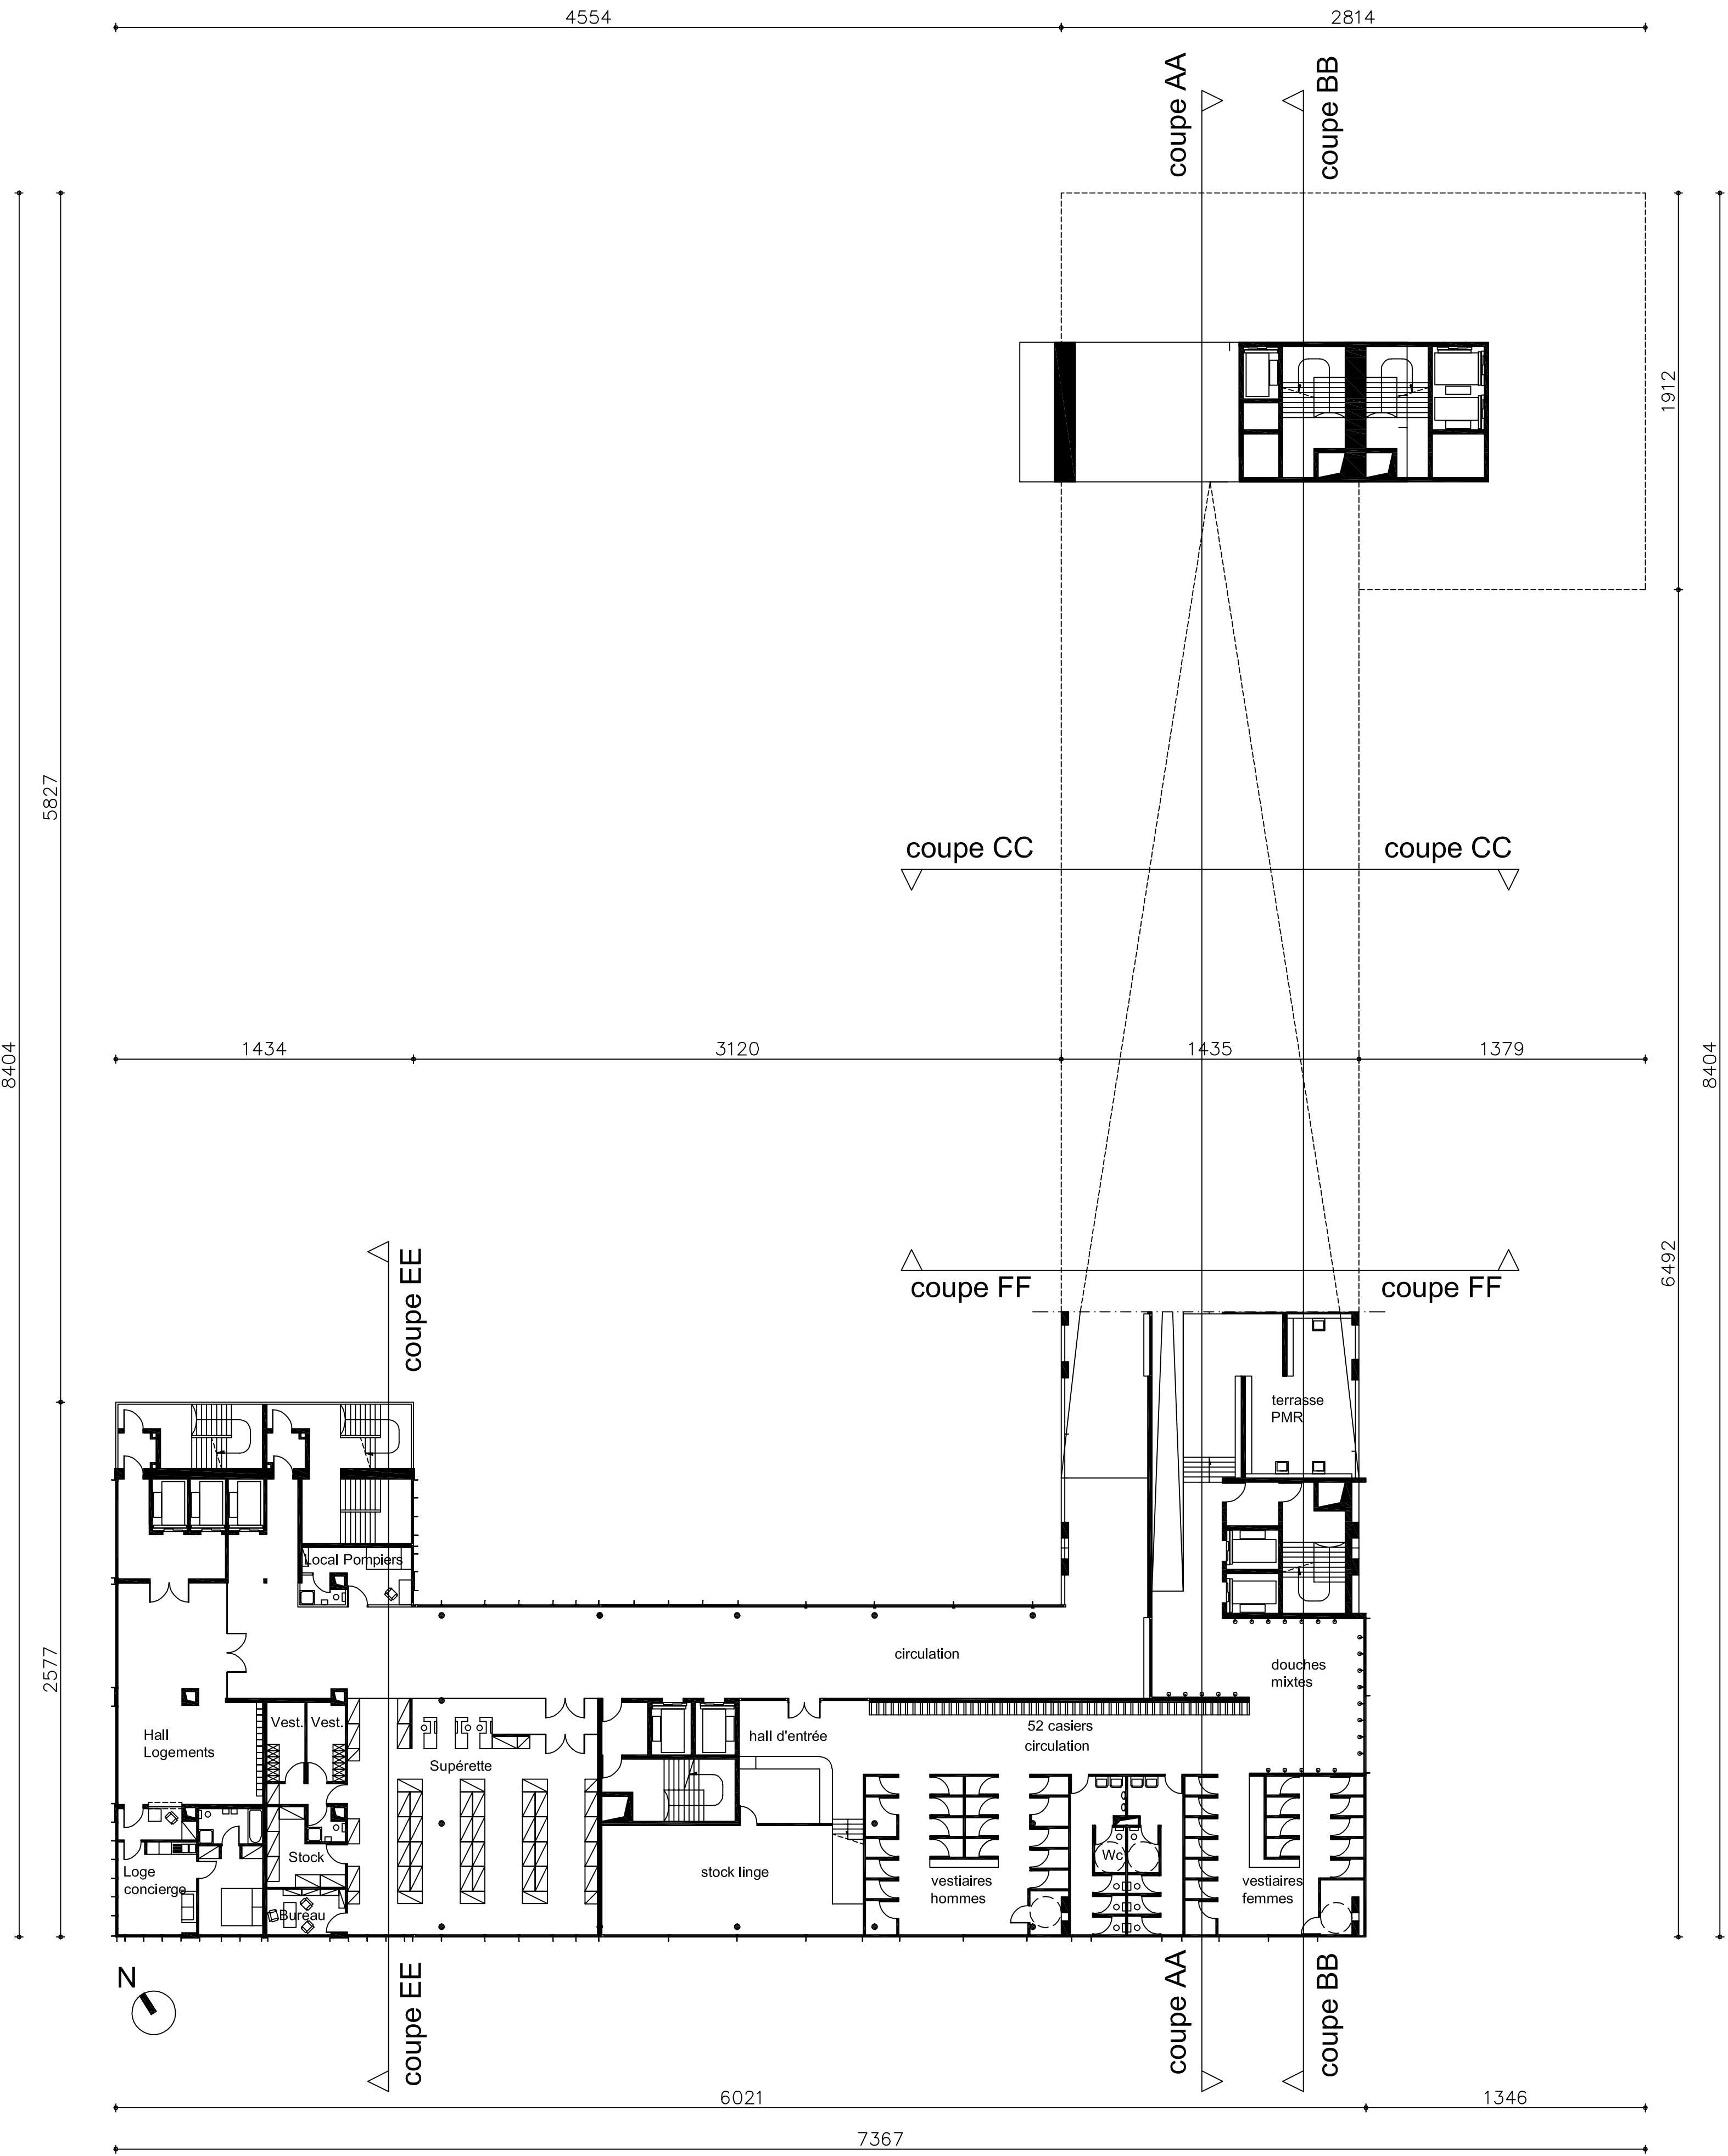 4554
2814
coupe AA
coupe BB
1912
5827
coupe CC
coupe CC
8404
1434
3120
1435
1379
8404
coupe EE
coupe FF
coupe FF
6492
terrasse
PMR
Local Pompiers
circulation
douches
mixtes
2577
Vest.
Vest.
Hall
Logements
hall d'entrée
52 casiers
circulation
Supérette
Stock
Loge
concierge
stock linge
Wc
vestiaires
hommes
vestiaires
femmes
Bureau
N
coupe EE
coupe AA
coupe BB
6021
1346
7367